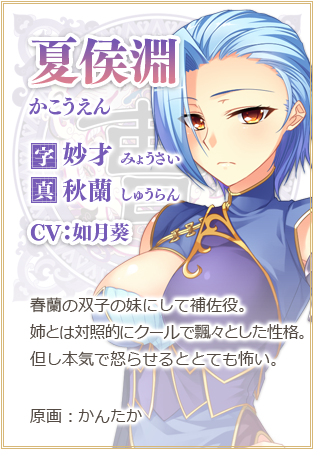 夏侯淵
かこうえん
字 妙才 みょうさい
真 秋蘭 しゅうらん
CV:如月葵
春蘭の双子の妹にして補佐役。
姉とは対照的にクールで飄々とした性格。
但し本気で怒らせるととても怖い。
原画：かんたか